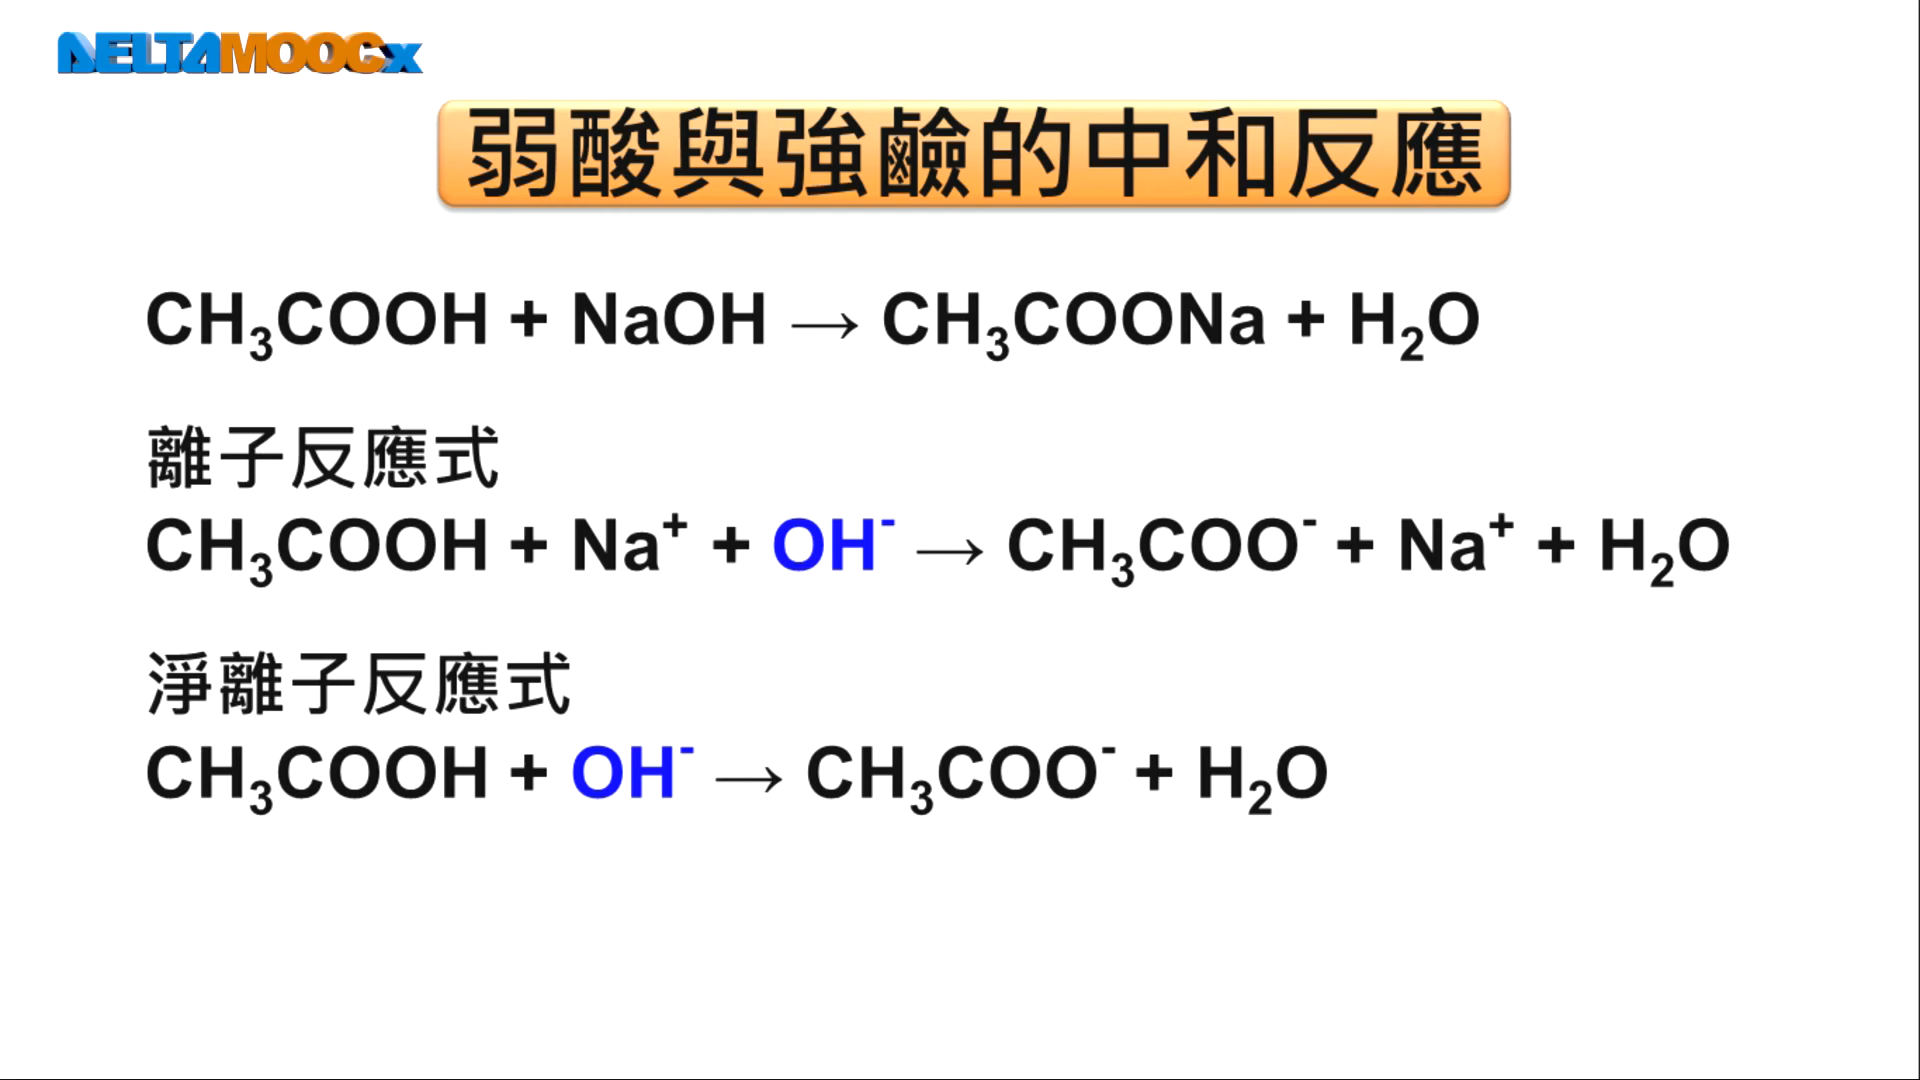 DELTAMOOCx
弱酸與強鹼的中和反應
CH₃COOH + NaOH → CH₃COONa + H₂O
離子反應式
CH₃COOH + Na⁺ + OH⁻ → CH₃COO⁻ + Na⁺ + H₂O
淨離子反應式
CH₃COOH + OH⁻ → CH₃COO⁻ + H₂O